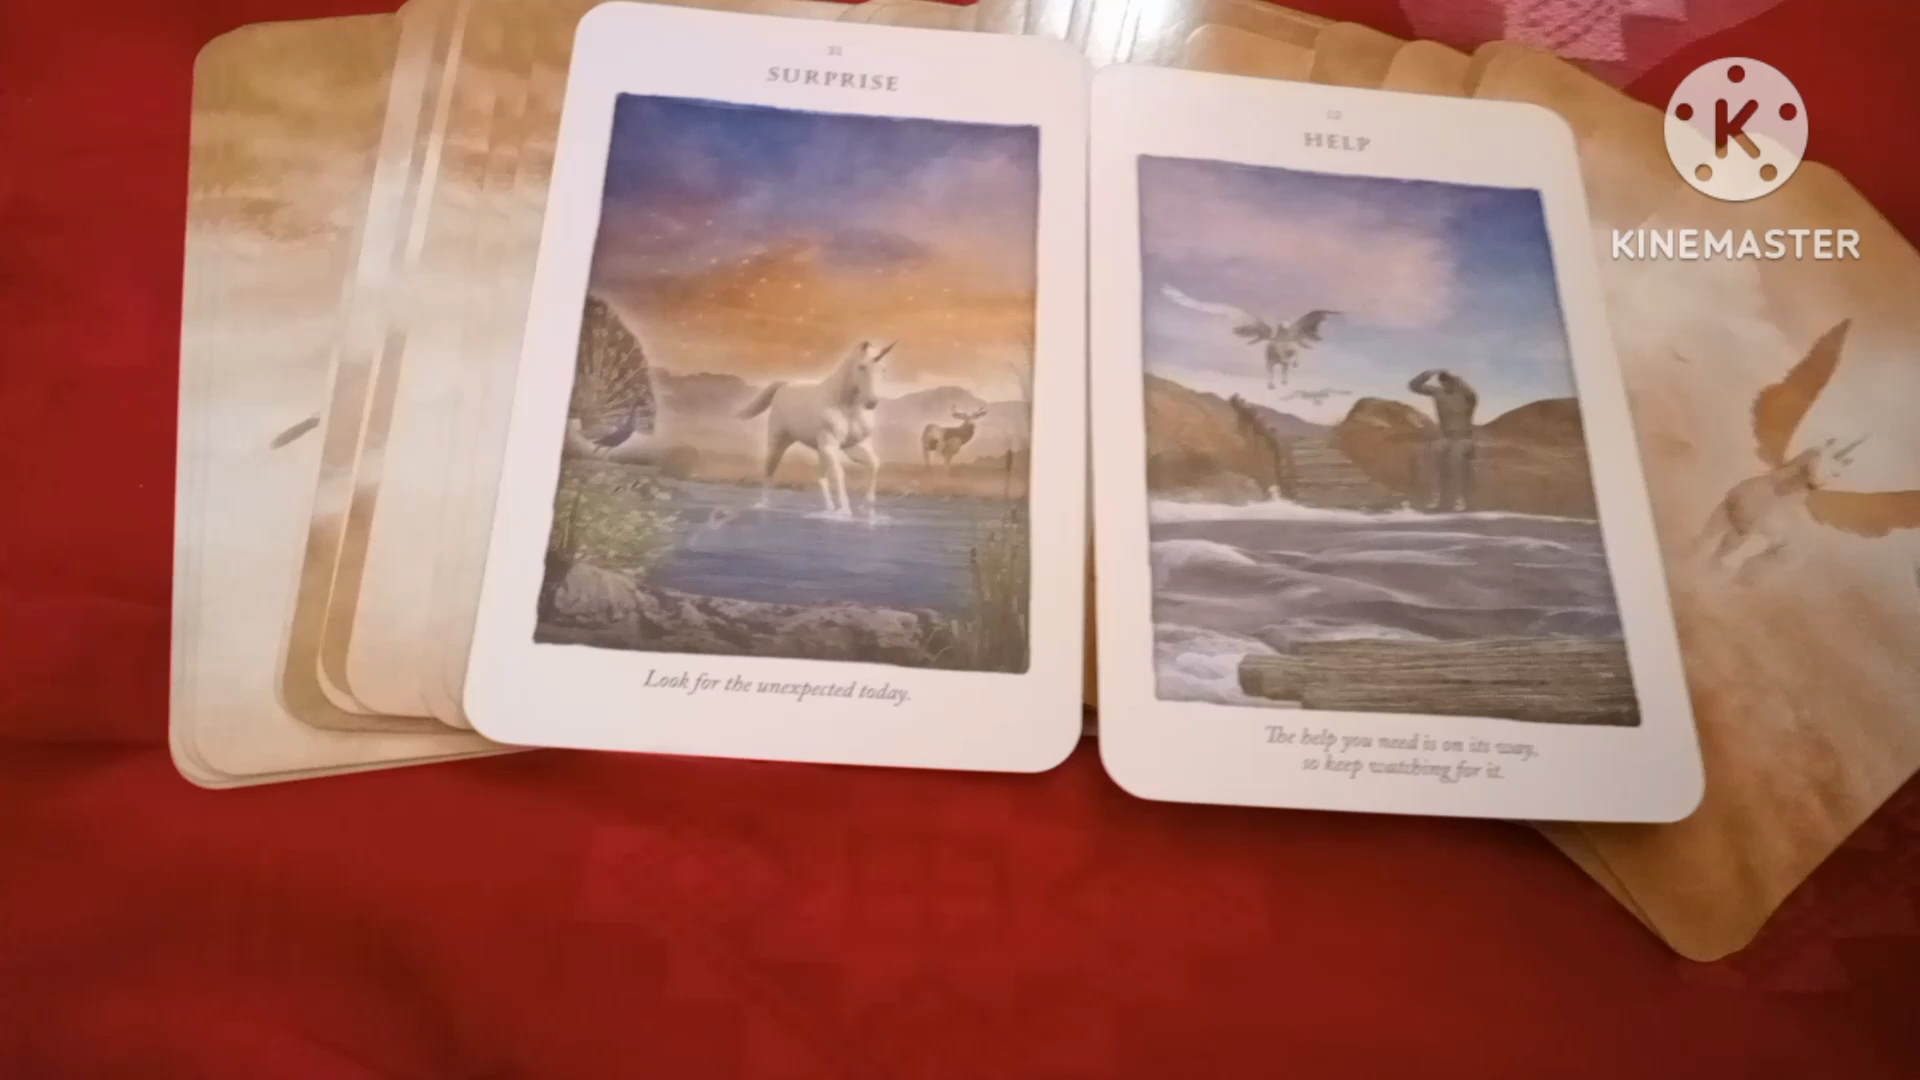 31
SURPRISE
Look for the unexpected today.
HELP
The help you need is on its way,
so keep watching for it.
K
KINEMASTER